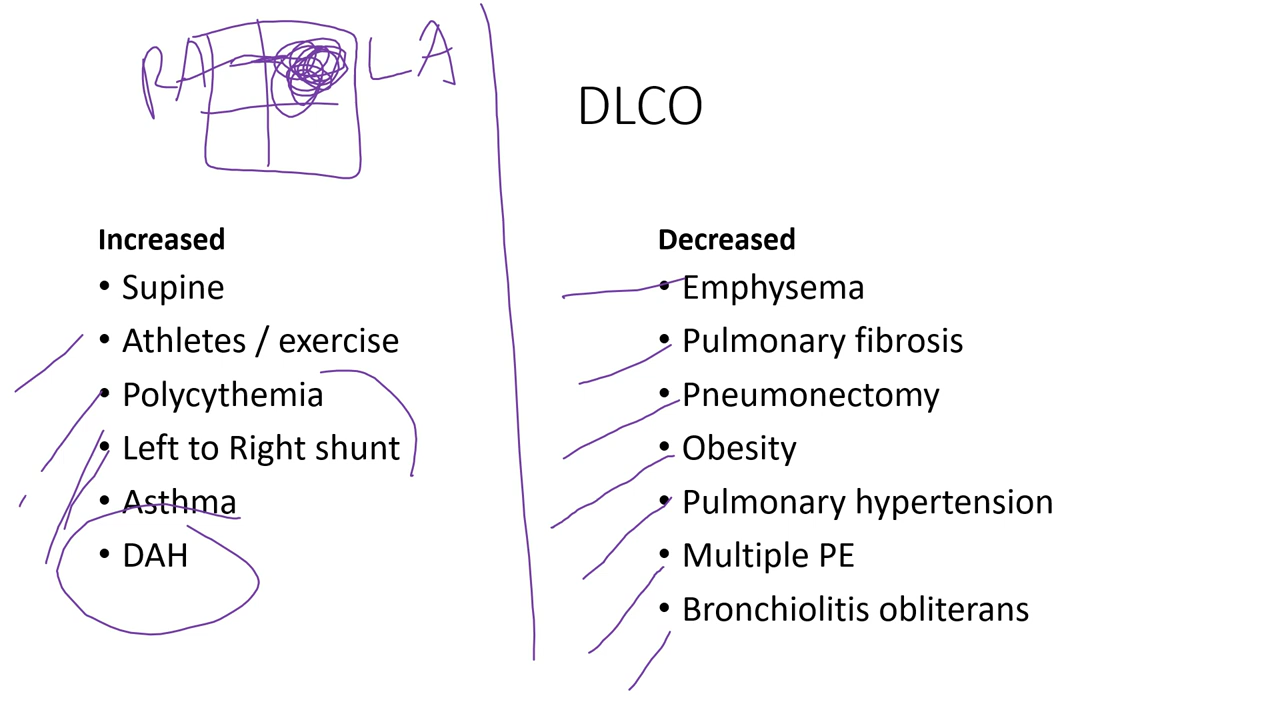 RA LA
DLCO
Increased
• Supine
• Athletes / exercise
• Polycythemia
• Left to Right shunt
• Asthma
• DAH
Decreased
• Emphysema
• Pulmonary fibrosis
• Pneumonectomy
• Obesity
• Pulmonary hypertension
• Multiple PE
• Bronchiolitis obliterans